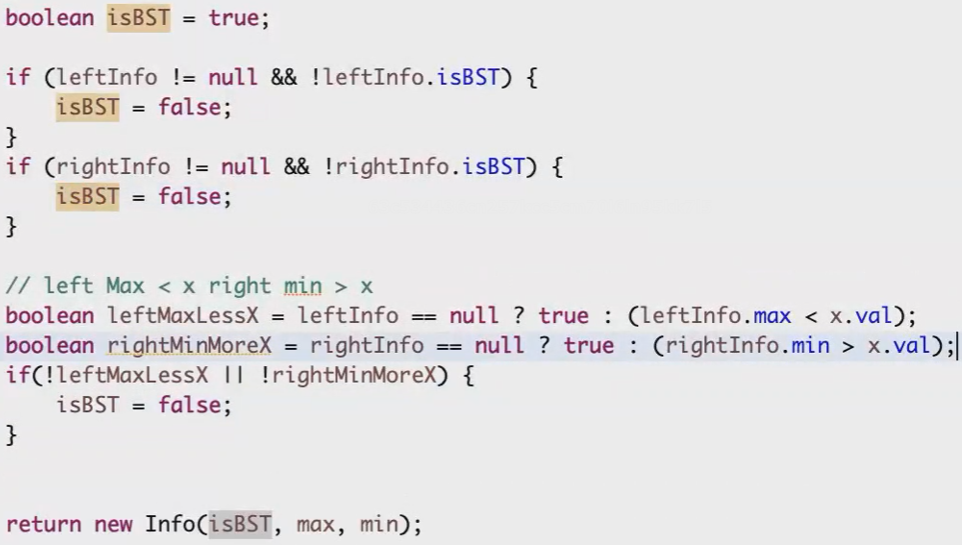 boolean isBST = true;
if (leftInfo != null && !leftInfo.isBST) {
isBST = false;
}
if (rightInfo != null && !rightInfo.isBST) {
isBST = false;
}
// left Max < x right min > x
boolean leftMaxLessX = leftInfo == null ? true : (leftInfo.max < x.val);
boolean rightMinMoreX = rightInfo == null ? true : (rightInfo.min > x.val);
if(!leftMaxLessX || !rightMinMoreX) {
isBST = false;
}
return new Info(isBST, max, min);